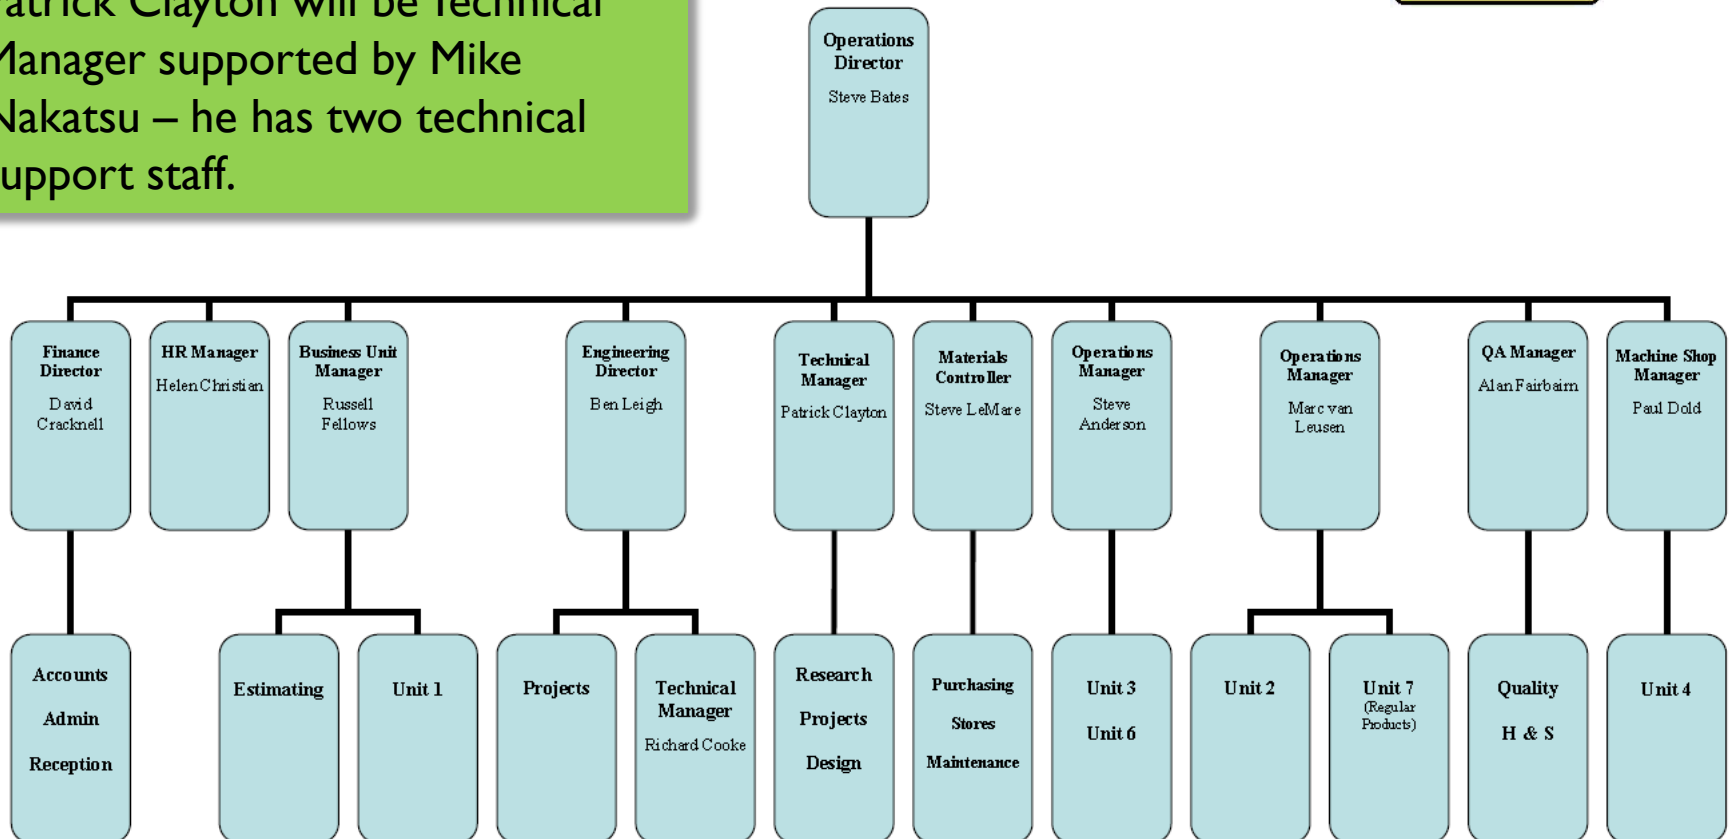 Patrick Clayton will be Technical
Manager supported by Mike
Nakatsu – he has two technical
support staff.
Operations
Director
Steve Bates
Finance
Director
David
Cracknell
HR Manager
Helen Christian
Business Unit
Manager
Russell
Fellows
Engineering
Director
Ben Leigh
Technical
Manager
Patrick Clayton
Materials
Controller
Steve LeMare
Operations
Manager
Steve
Anderson
Operations
Manager
Marc van
Leusen
QA Manager
Alan Fairbairn
Machine Shop
Manager
Paul Dold
Accounts
Admin
Reception
Estimating
Unit 1
Projects
Technical
Manager
Richard Cooke
Research
Projects
Design
Purchasing
Stores
Maintenance
Unit 3
Unit 6
Unit 2
Unit 7
(Regular
Products)
Quality
H & S
Unit 4